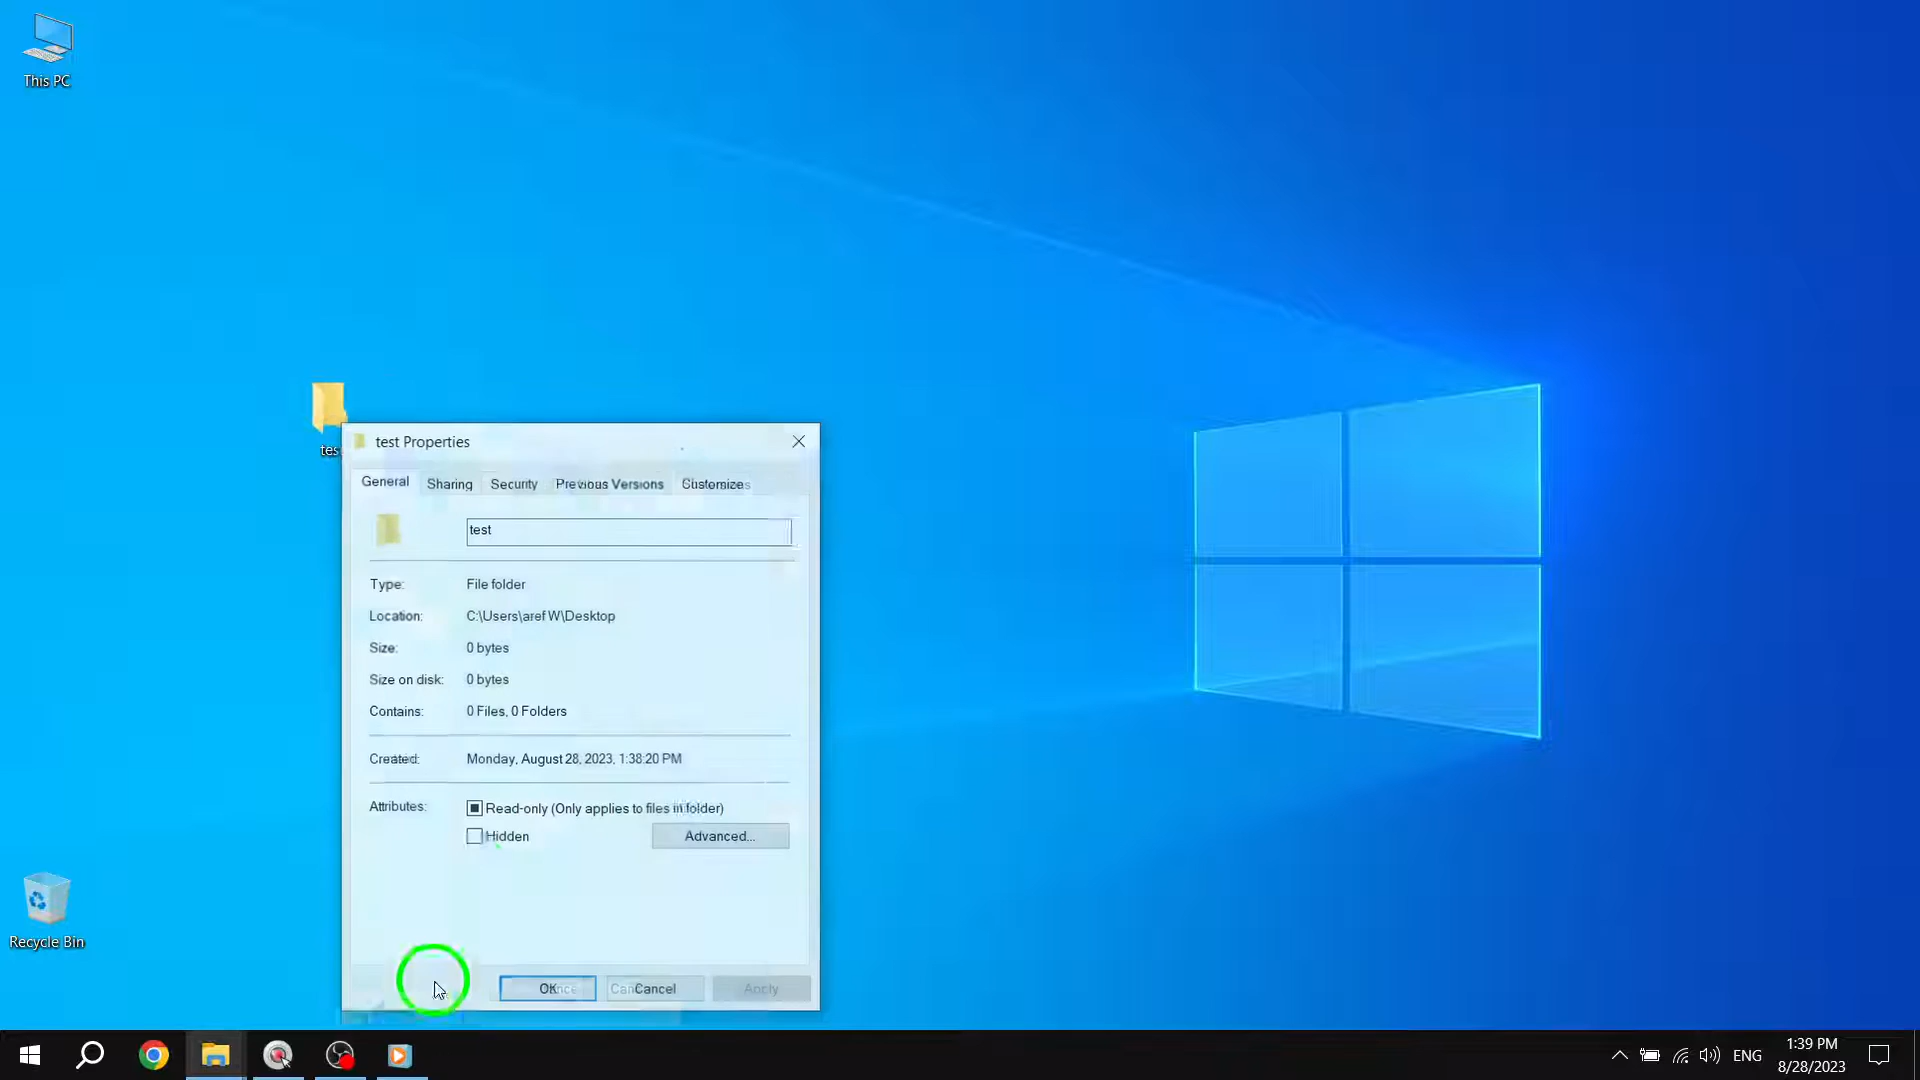 This PC
tes
test Properties
General Sharing Security Previous Versions Customize
test
Type: File folder
Location: C:\Users\aref W\Desktop
Size: 0 bytes
Size on disk: 0 bytes
Contains: 0 Files, 0 Folders
Created: Monday, August 28, 2023, 1:38:20 PM
Attributes: Read-only (Only applies to files in folder)
Hidden Advanced...
Recycle Bin
OK Cancel Apply
ENG
1:39 PM
8/28/2023